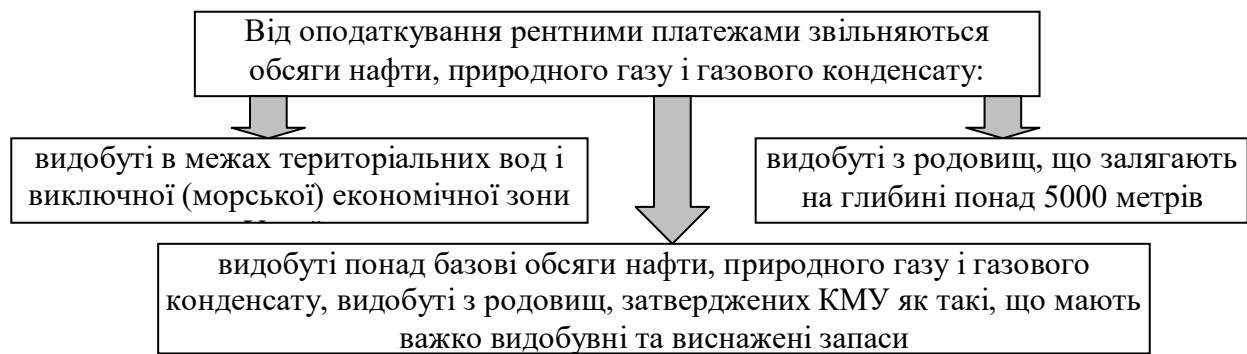 Від оподаткування рентними платежами звільняються
обсяги нафти, природного газу і газового конденсату:
видобуті в межах територіальних вод і
виключної (морської) економічної зони
видобуті з родовищ, що залягають
на глибині понад 5000 метрів
видобуті понад базові обсяги нафти, природного газу і газового
конденсату, видобуті з родовищ, затверджених КМУ як такі, що мають
важко видобувні та виснажені запаси